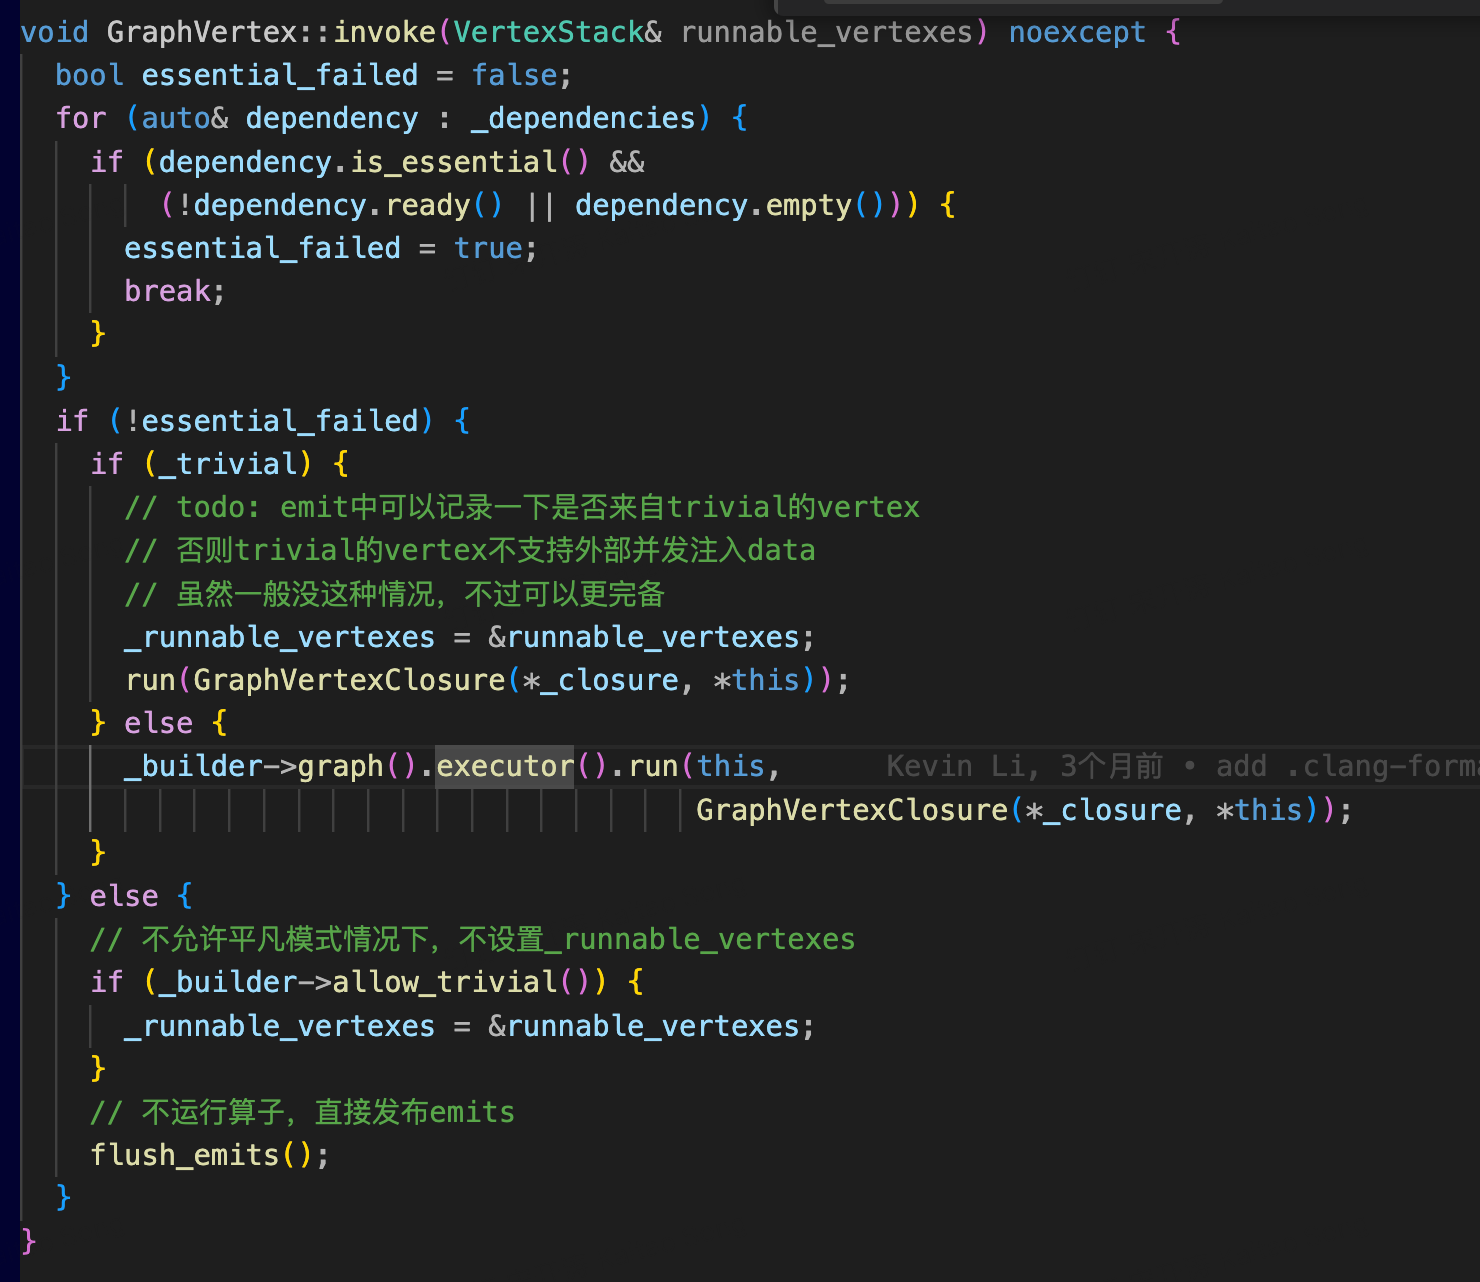 void GraphVertex::invoke(VertexStack& runnable_vertexes) noexcept {
  bool essential_failed = false;
  for (auto& dependency : _dependencies) {
    if (dependency.is_essential() &&
        (!dependency.ready() || dependency.empty())) {
      essential_failed = true;
      break;
    }
  }
  if (!essential_failed) {
    if (_trivial) {
      // todo: emit中可以记录一下是否来自trivial的vertex
      // 否则trivial的vertex不支持外部并发注入data
      // 虽然一般没这种情况，不过可以更完备
      _runnable_vertexes = &runnable_vertexes;
      run(GraphVertexClosure(*_closure, *this));
    } else {
      _builder->graph().executor().run(this,      Kevin Li, 3个月前 • add .clang-forma
                                       GraphVertexClosure(*_closure, *this));
    }
  } else {
    // 不允许平凡模式情况下，不设置_runnable_vertexes
    if (_builder->allow_trivial()) {
      _runnable_vertexes = &runnable_vertexes;
    }
    // 不运行算子，直接发布emits
    flush_emits();
  }
}